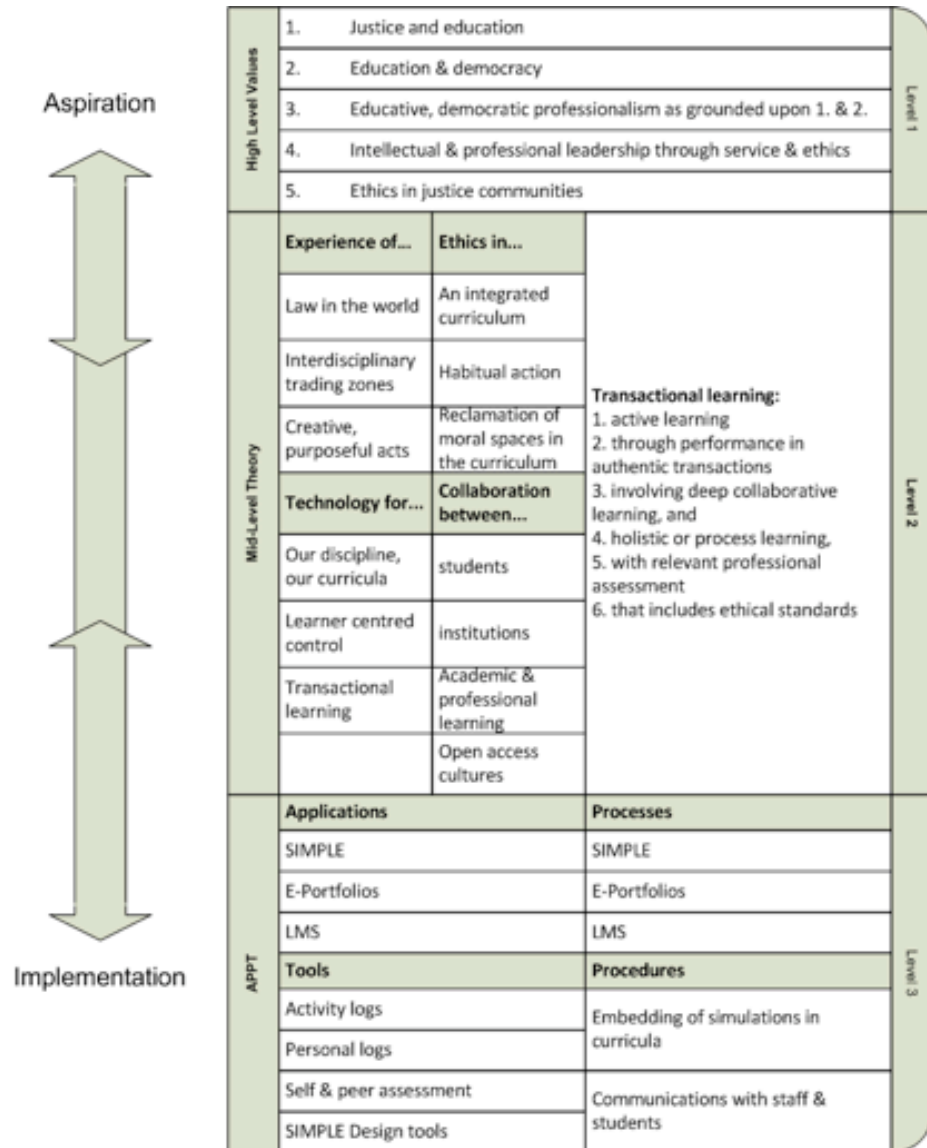 Aspiration
Implementation
High Level Values
1. Justice and education
2. Education & democracy
3. Educative, democratic professionalism as grounded upon 1. & 2.
4. Intellectual & professional leadership through service & ethics
5. Ethics in justice communities
Level 1
Mid-Level Theory
Experience of...
Law in the world
Interdisciplinary
trading zones
Creative,
purposeful acts
Ethics in...
An integrated
curriculum
Habitual action
Reclamation of
moral spaces in
the curriculum
Technology for...
Our discipline,
our curricula
Learner centred
control
Transactional
learning
Collaboration
between...
students
institutions
Academic &
professional
learning
Open access
cultures
Transactional learning:
1. active learning
2. through performance in
authentic transactions
3. involving deep collaborative
learning, and
4. holistic or process learning,
5. with relevant professional
assessment
6. that includes ethical standards
Level 2
APPT
Applications
SIMPLE
E-Portfolios
LMS
Processes
SIMPLE
E-Portfolios
LMS
Tools
Activity logs
Personal logs
Self & peer assessment
SIMPLE Design tools
Procedures
Embedding of simulations in
curricula
Communications with staff &
students
Level 3